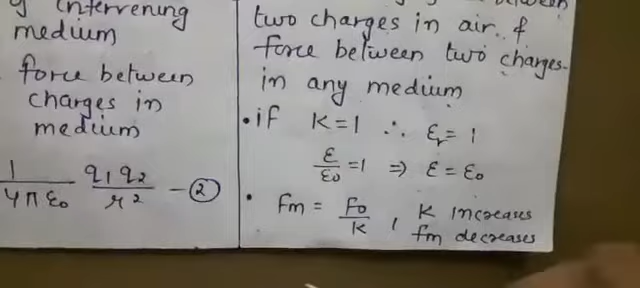 g intervening
medium
force between
charges in
medium
1/4πε₀ q₁q₂/r² — ②
two charges in air &
force between two charges
in any medium
• if K = 1 ∴ εᵣ = 1
ε/ε₀ = 1 ⇒ ε = ε₀
• Fm = F₀/K , K increases
fm decreases